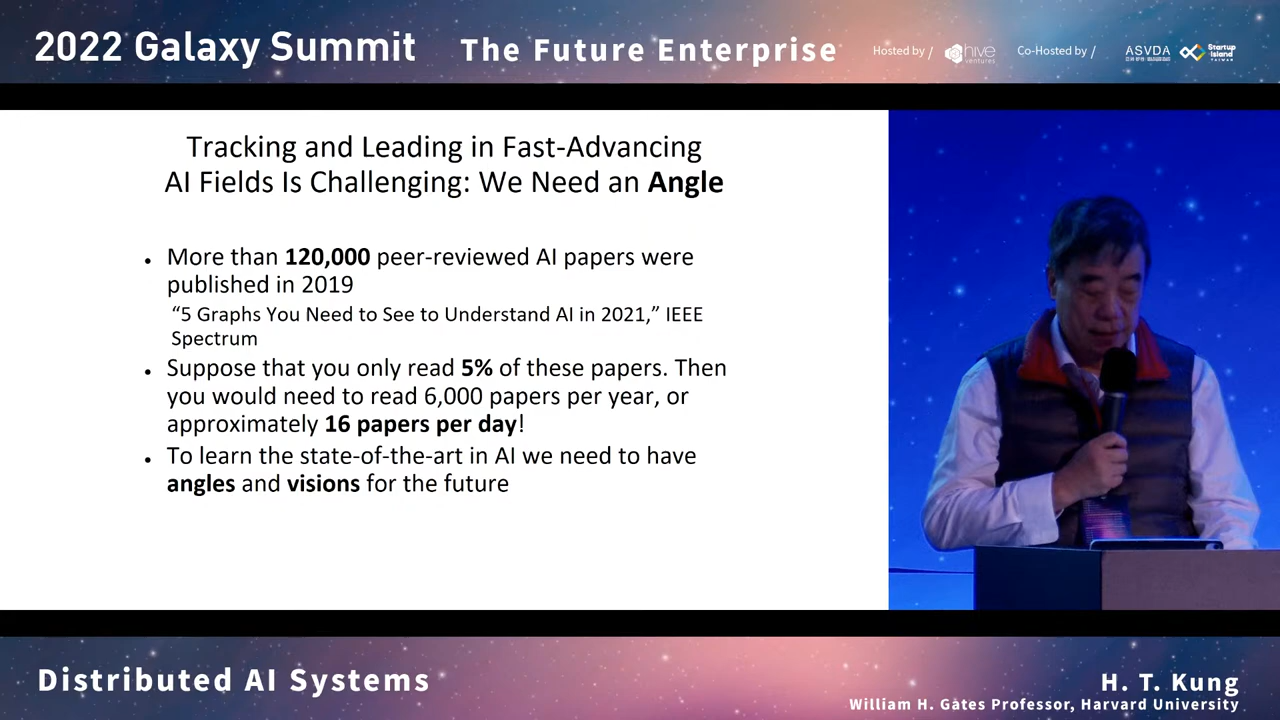 2022 Galaxy Summit
The Future Enterprise
Hosted by /
hive
ventures
Co-Hosted by /
ASVDA
Startup
Island
TAIWAN
Tracking and Leading in Fast-Advancing
AI Fields Is Challenging: We Need an Angle
• More than 120,000 peer-reviewed AI papers were
published in 2019
“5 Graphs You Need to See to Understand AI in 2021,” IEEE
Spectrum
• Suppose that you only read 5% of these papers. Then
you would need to read 6,000 papers per year, or
approximately 16 papers per day!
• To learn the state-of-the-art in AI we need to have
angles and visions for the future
Distributed AI Systems
H. T. Kung
William H. Gates Professor, Harvard University